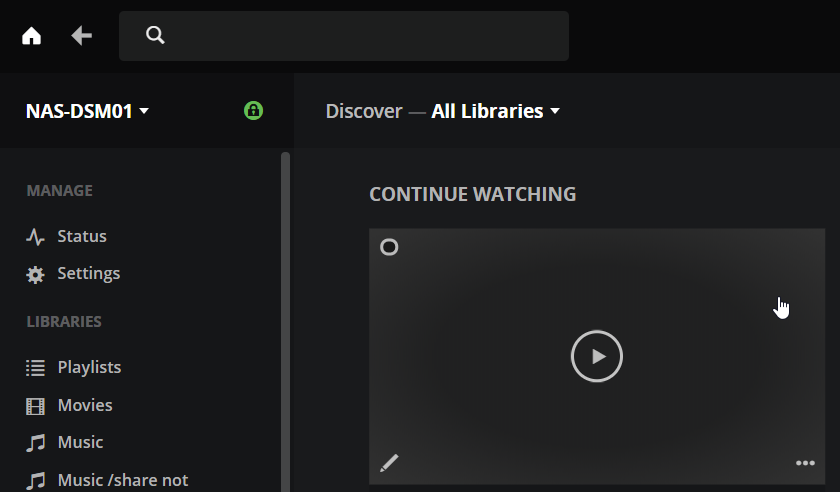 NAS-DSM01
Discover — All Libraries
MANAGE
Status
Settings
LIBRARIES
Playlists
Movies
Music
Music /share not
CONTINUE WATCHING